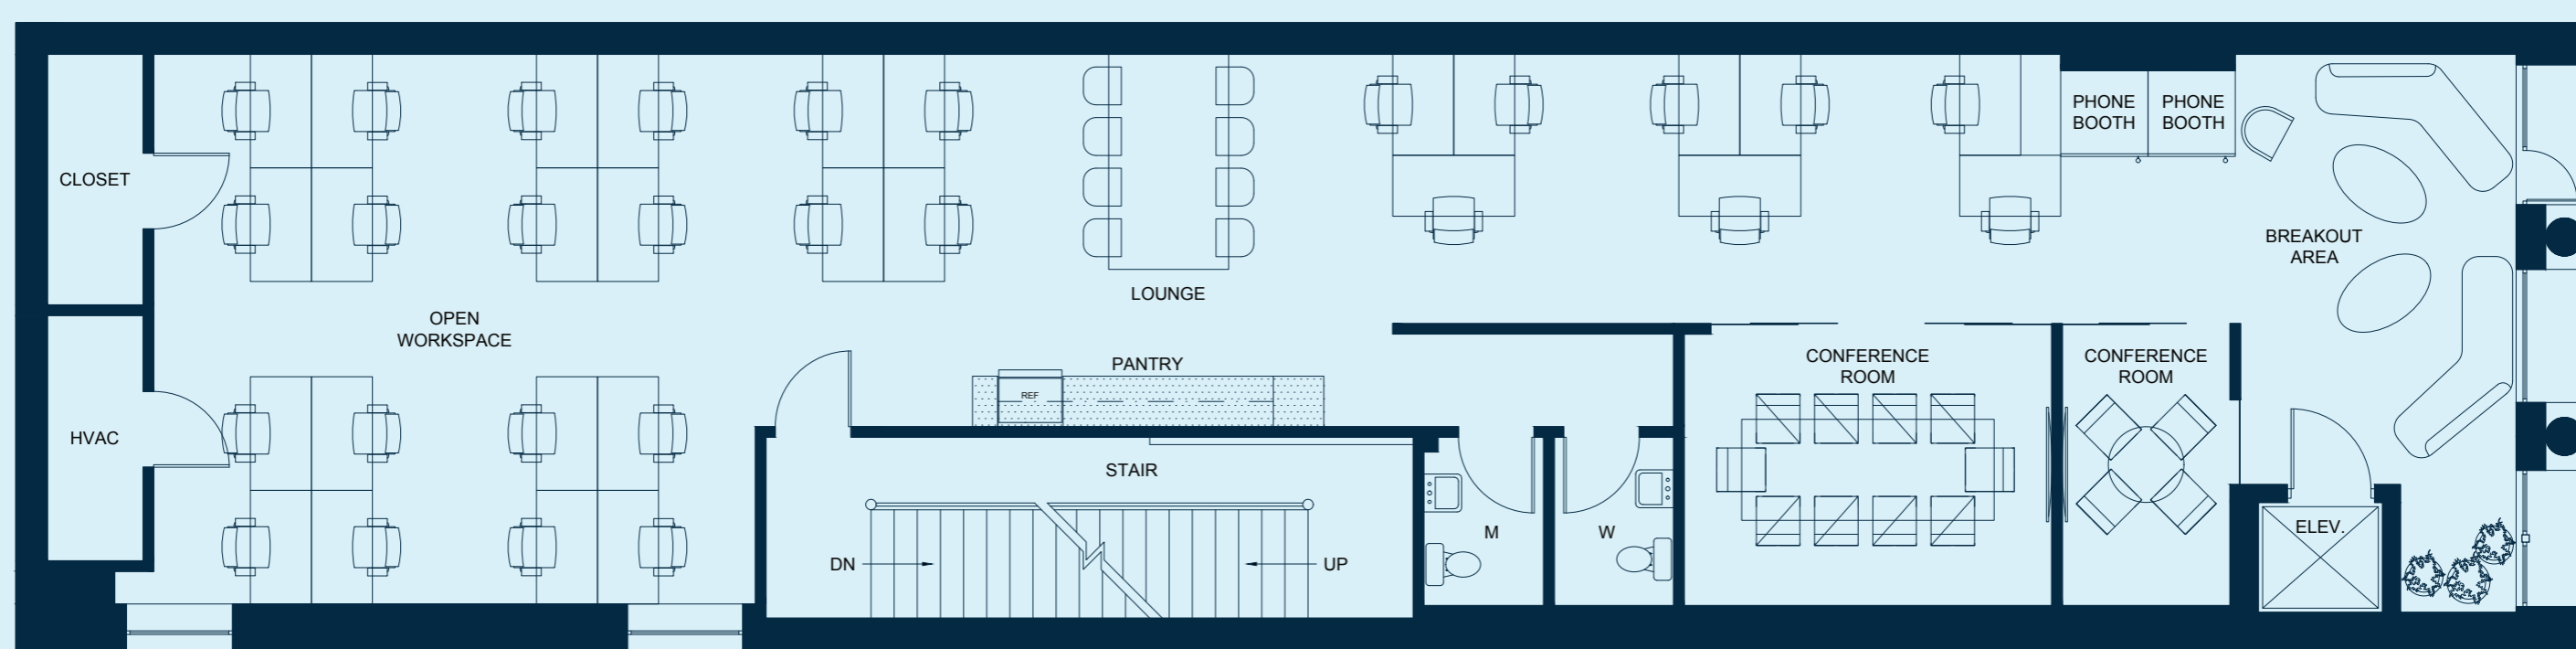 CLOSET
HVAC
OPEN
WORKSPACE
LOUNGE
PANTRY
REF
STAIR
DN
UP
M
W
CONFERENCE
ROOM
CONFERENCE
ROOM
PHONE
BOOTH
PHONE
BOOTH
BREAKOUT
AREA
ELEV.